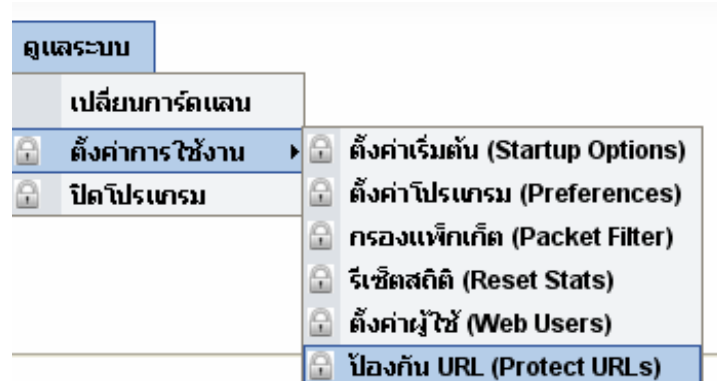 ดูแลระบบ
เปลี่ยนการ์ดแลน
ตั้งค่าการใช้งาน
ตั้งค่าเริ่มต้น (Startup Options)
ปิดโปรแกรม
ตั้งค่าโปรแกรม (Preferences)
กรองแพ็กเก็ต (Packet Filter)
รีเซ็ตสถิติ (Reset Stats)
ตั้งค่าผู้ใช้ (Web Users)
ป้องกัน URL (Protect URLs)